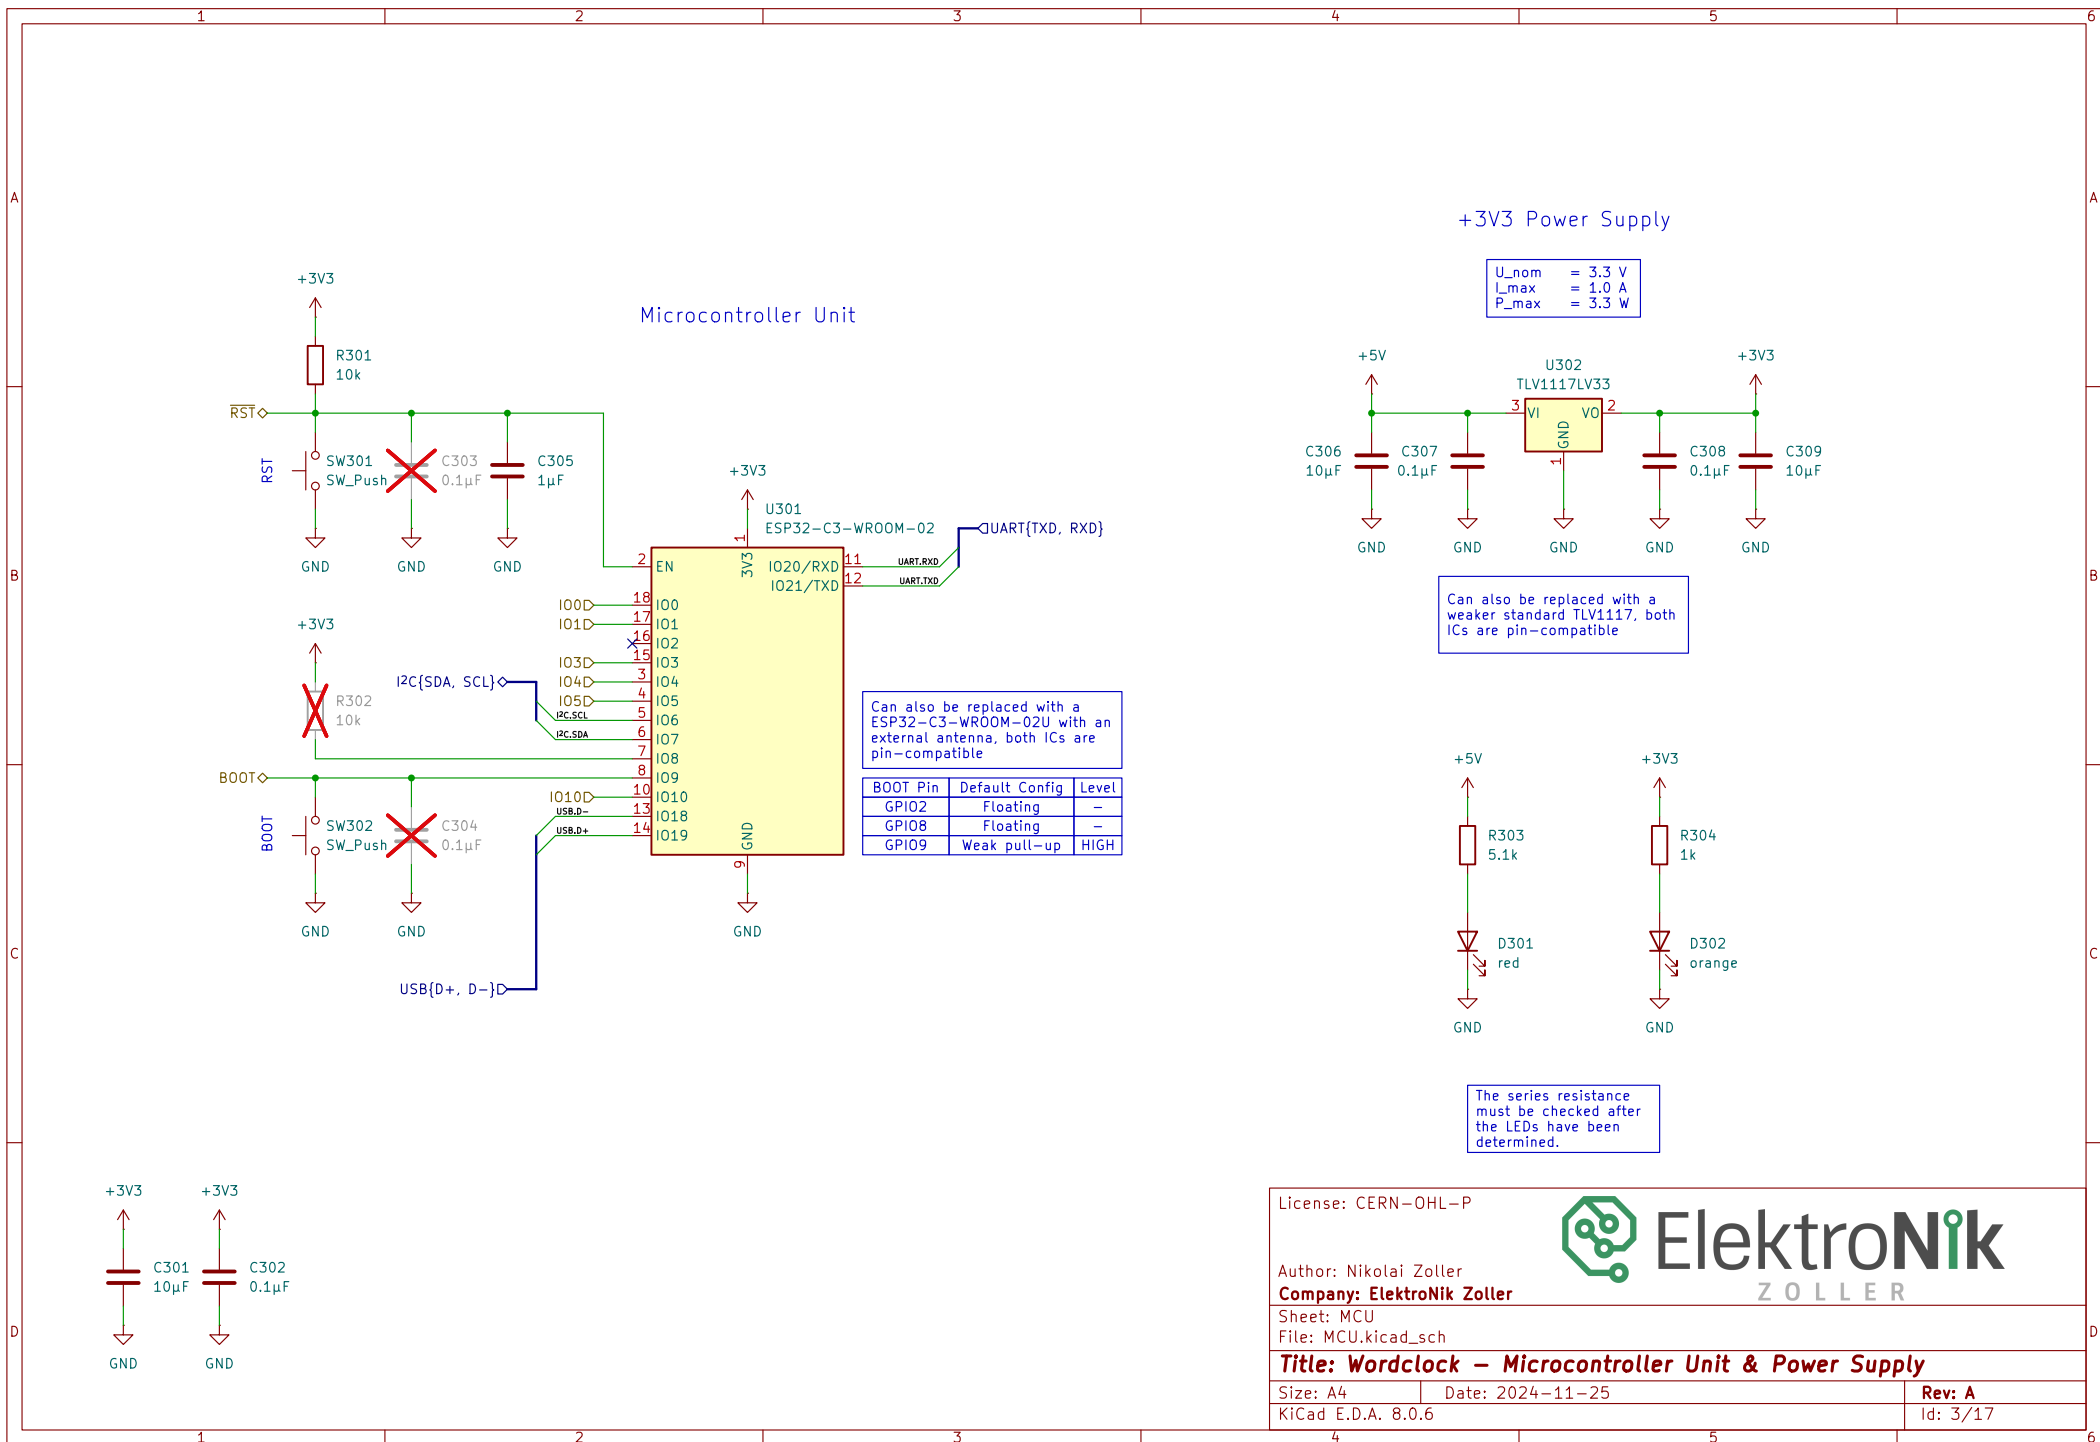 1 2 3 4 5 6
A
A
+3V3 Power Supply
U_nom = 3.3 V
I_max = 1.0 A
P_max = 3.3 W
Microcontroller Unit
+3V3
R301
10k
RST
RST
SW301
SW_Push
C303
0.1µF
C305
1µF
GND
GND
GND
+5V
+3V3
U302
TLV1117LV33
3
VI
VO
2
GND
1
C306
10µF
C307
0.1µF
C308
0.1µF
C309
10µF
GND
GND
GND
GND
GND
Can also be replaced with a
weaker standard TLV1117, both
ICs are pin-compatible
+3V3
U301
ESP32-C3-WROOM-02
UART{TXD, RXD}
1
3V3
2
EN
IO20/RXD
11
UART.RXD
IO21/TXD
12
UART.TXD
B
B
IO0
18
IO0
IO1
17
IO1
16
IO2
IO3
15
IO3
IO4
3
IO4
IO5
4
IO5
I²C{SDA, SCL}
I²C.SCL
5
IO6
I²C.SDA
6
IO7
7
IO8
8
IO9
IO10
10
IO10
USB.D-
13
IO18
USB.D+
14
IO19
GND
9
GND
+3V3
R302
10k
BOOT
BOOT
SW302
SW_Push
C304
0.1µF
GND
GND
USB{D+, D-}
Can also be replaced with a
ESP32-C3-WROOM-02U with an
external antenna, both ICs are
pin-compatible
BOOT Pin Default Config Level
GPIO2 Floating -
GPIO8 Floating -
GPIO9 Weak pull-up HIGH
+5V
+3V3
R303
5.1k
R304
1k
C
C
D301
red
D302
orange
GND
GND
The series resistance
must be checked after
the LEDs have been
determined.
+3V3
+3V3
C301
10µF
C302
0.1µF
GND
GND
D
D
License: CERN-OHL-P
ElektroNik
ZOLLER
Author: Nikolai Zoller
Company: ElektroNik Zoller
Sheet: MCU
File: MCU.kicad_sch
Title: Wordclock - Microcontroller Unit & Power Supply
Size: A4
Date: 2024-11-25
Rev: A
KiCad E.D.A. 8.0.6
Id: 3/17
1 2 3 4 5 6